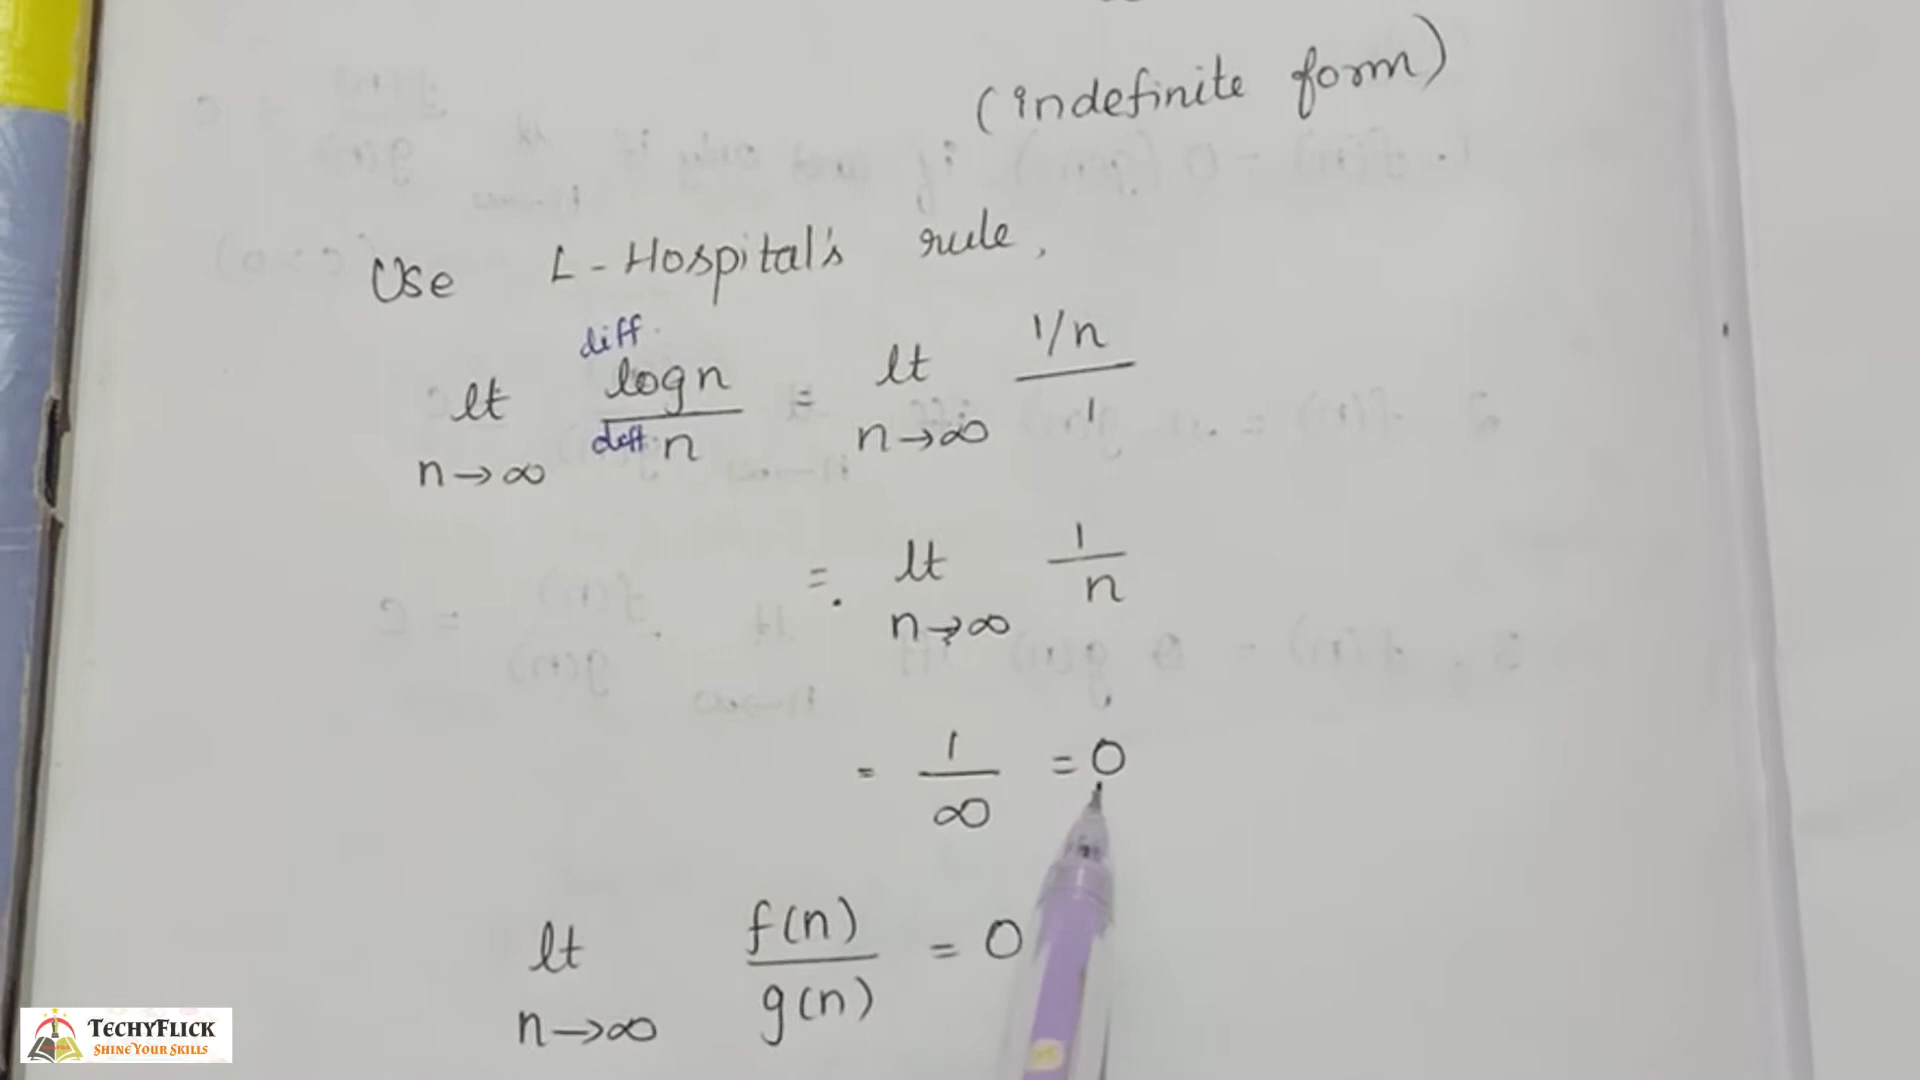 (indefinite form)
Use L-Hospital's rule,
diff.
lt n→∞ log n / n = lt n→∞ 1/n / 1
diff.
= lt n→∞ 1 / n
= 1 / ∞ = 0
lt n→∞ f(n) / g(n) = 0
TECHYFLICK
SHINE YOUR SKILLS